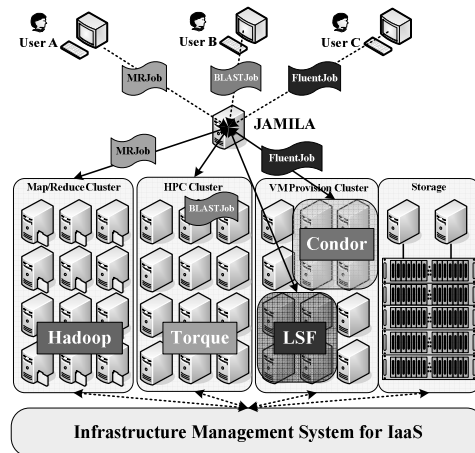 User A
User B
User C
MRJob
BLASTJob
FluentJob
JAMILA
MRJob
FluentJob
Map/Reduce Cluster
HPC Cluster
VM Provision Cluster
Storage
BLASTJob
Condor
Hadoop
Torque
LSF
Infrastructure Management System for IaaS